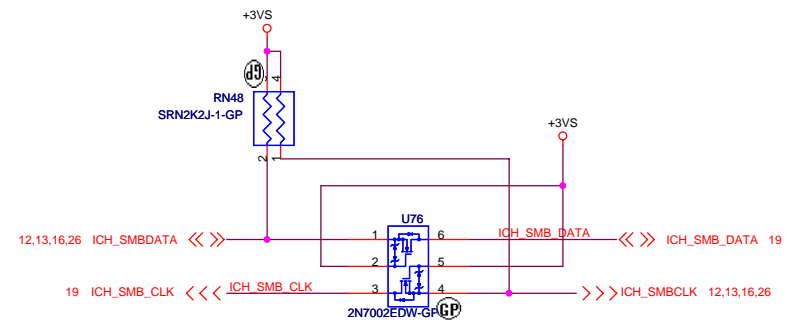 +3VS
GP
4
RN48
SRN2K2J-1-GP
2 1
+3VS
U76
12,13,16,26 ICH_SMBDATA 1 6 ICH_SMB_DATA ICH_SMB_DATA 19
2 5
19 ICH_SMB_CLK ICH_SMB_CLK 3 4 ICH_SMBCLK 12,13,16,26
2N7002EDW-GP GP